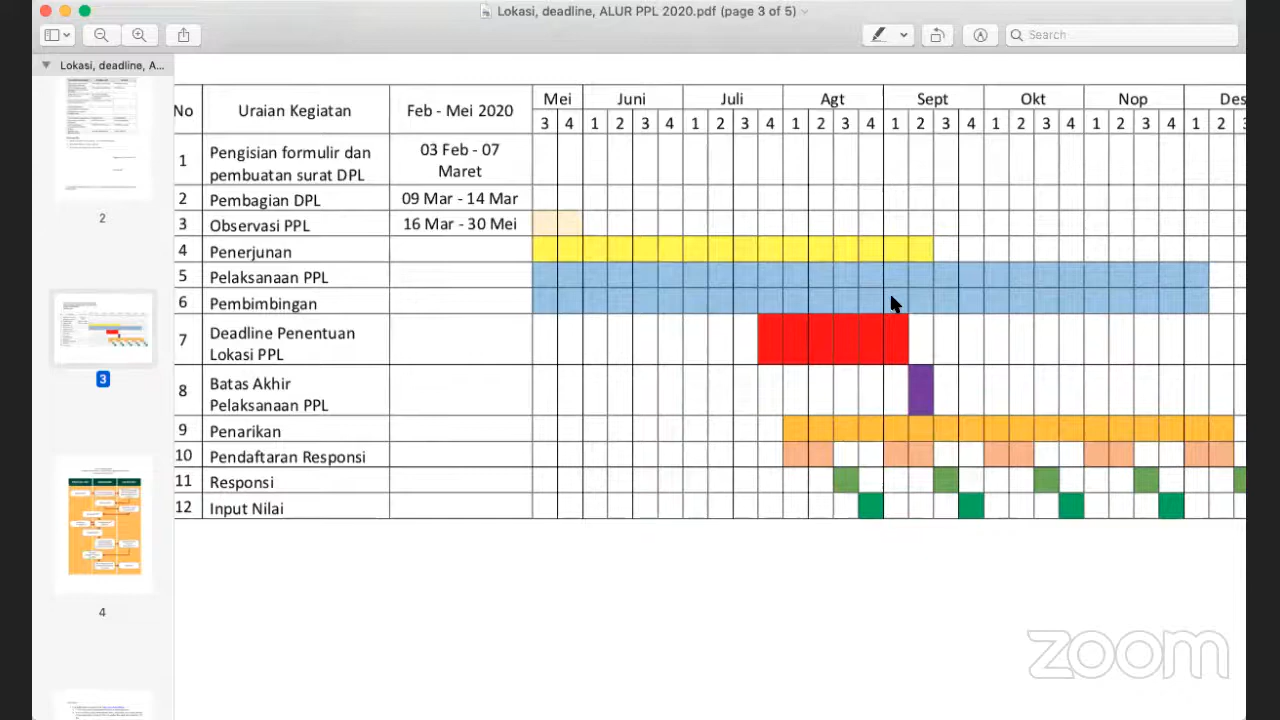 Lokasi, deadline, ALUR PPL 2020.pdf (page 3 of 5)
Search
Lokasi, deadline, A...
2
3
4
No Uraian Kegiatan Feb - Mei 2020 Mei Juni Juli Agt Sept Okt Nop Des
4 1 2 3 4 1 2 3 4 1 2 3 4 1 2 3 4 1 2 3 4 1 2 3 4 1 2
1 Pengisian formulir dan pembuatan surat DPL 03 Feb - 07 Maret
2 Pembagian DPL 09 Mar - 14 Mar
3 Observasi PPL 16 Mar - 30 Mei
4 Penerjunan
5 Pelaksanaan PPL
6 Pembimbingan
7 Deadline Penentuan Lokasi PPL
8 Batas Akhir Pelaksanaan PPL
9 Penarikan
10 Pendaftaran Responsi
11 Responsi
12 Input Nilai
zoom